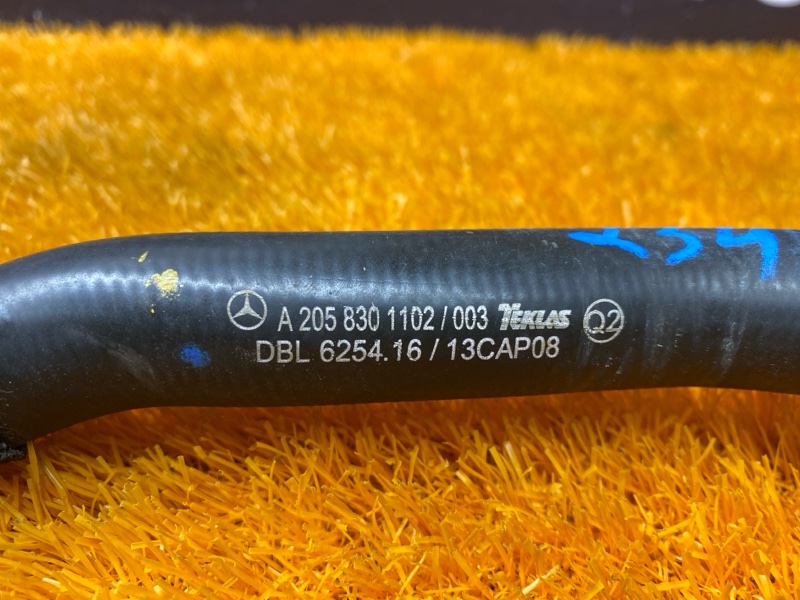 A 205 830 1102 / 003 TEKLAS Q2
DBL 6254.16 / 13CAP08